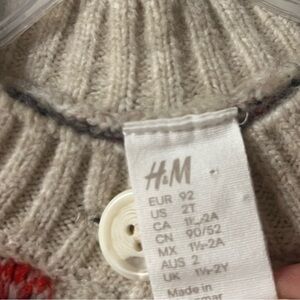 H&M
EUR 92
US 2T
CA 1½-2A
CN 90/52
MX 1½-2A
AUS 2
UK 1½-2Y
Made in